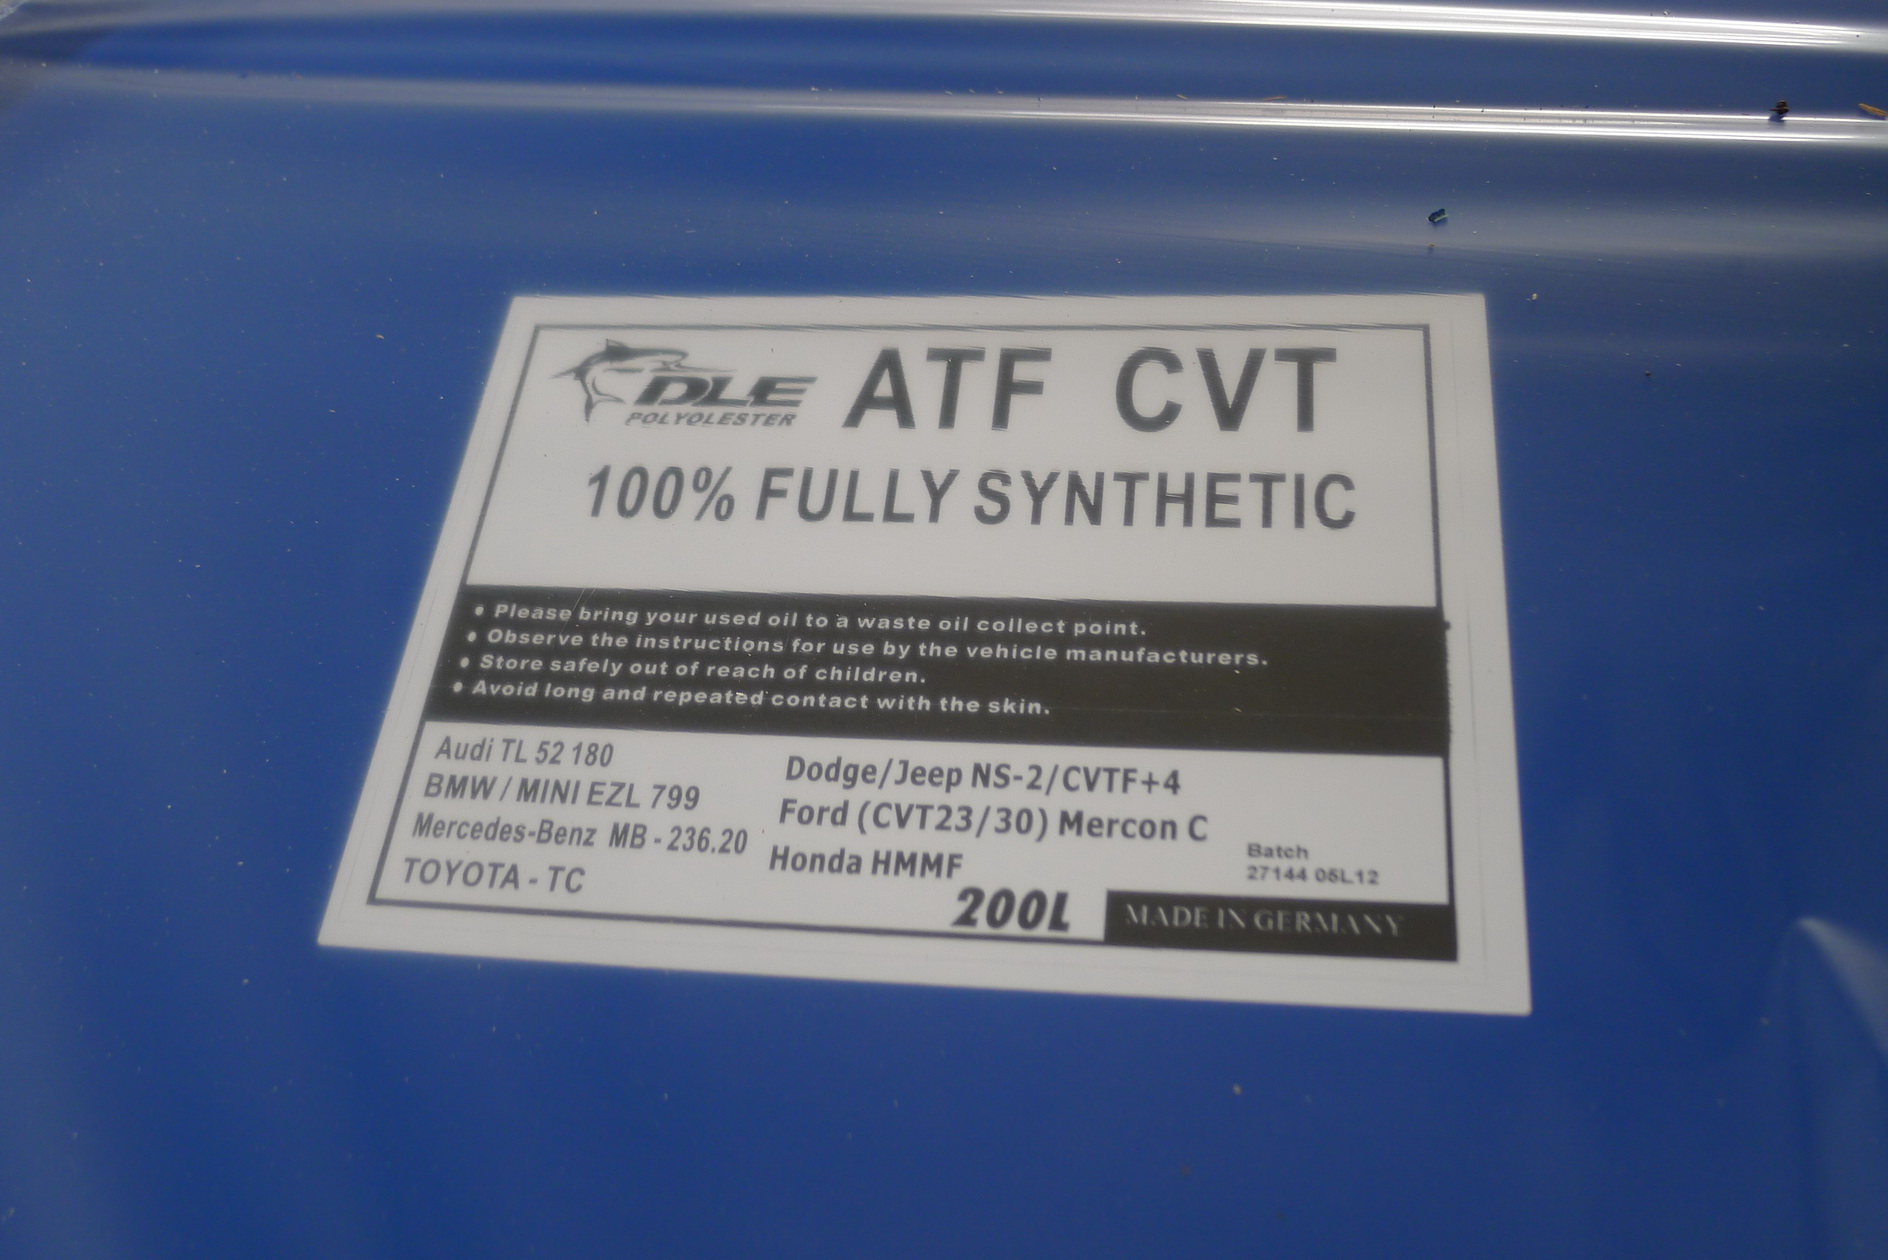 DLE
POLYOLESTER
ATF CVT
100% FULLY SYNTHETIC
• Please bring your used oil to a waste oil collect point.
• Observe the instructions for use by the vehicle manufacturers.
• Store safely out of reach of children.
• Avoid long and repeated contact with the skin.
Audi TL 52 180
BMW / MINI EZL 799
Mercedes-Benz MB - 236.20
TOYOTA - TC
Dodge/Jeep NS-2/CVTF+4
Ford (CVT23/30) Mercon C
Honda HMMF
200L
Batch
27144 05L12
MADE IN GERMANY